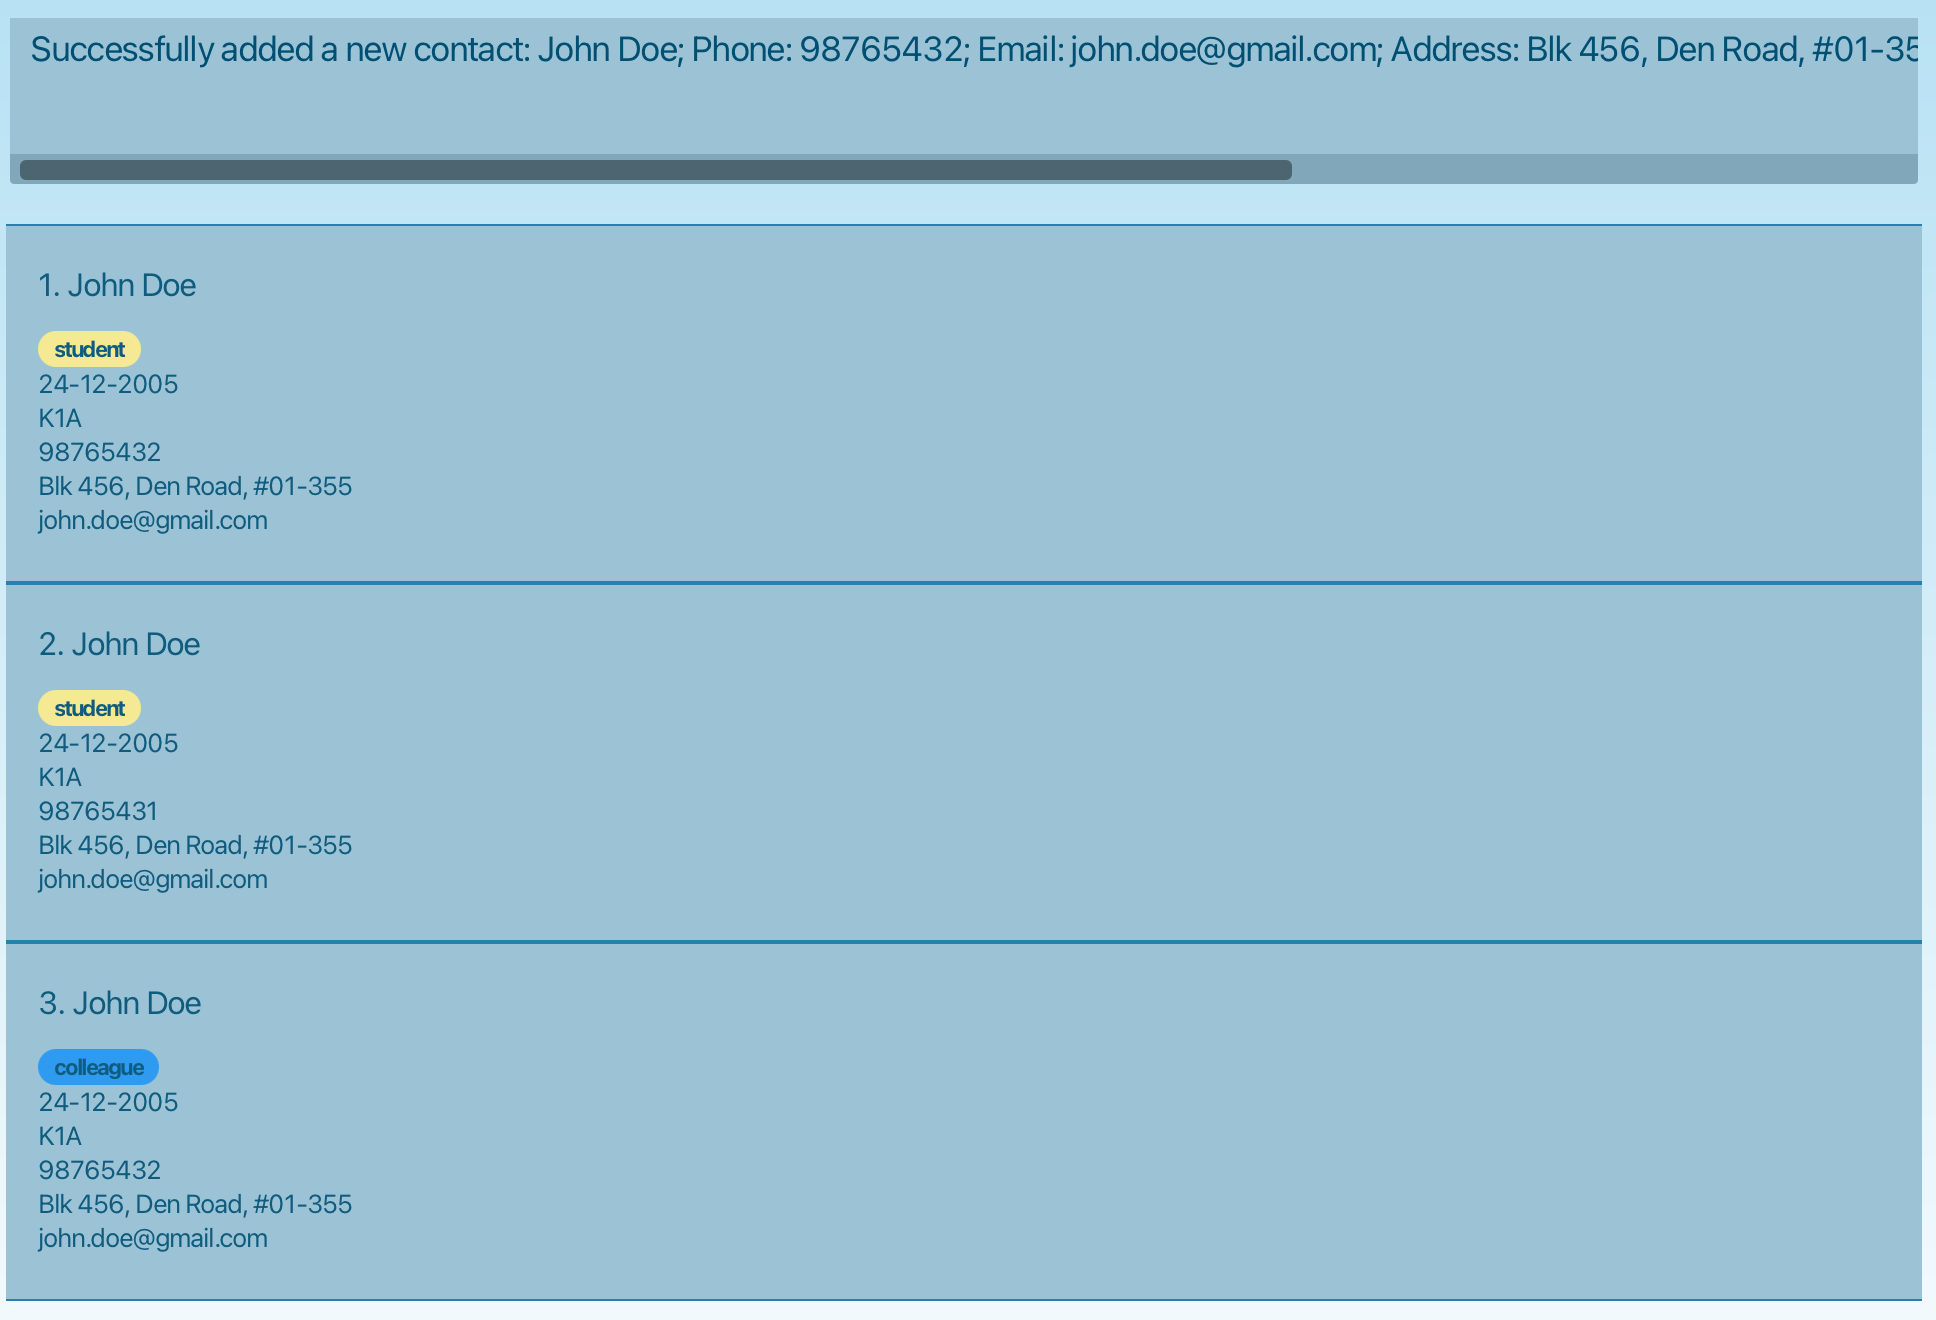 Successfully added a new contact: John Doe; Phone: 98765432; Email: john.doe@gmail.com; Address: Blk 456, Den Road, #01-35
1. John Doe
student
24-12-2005
K1A
98765432
Blk 456, Den Road, #01-355
john.doe@gmail.com
2. John Doe
student
24-12-2005
K1A
98765431
Blk 456, Den Road, #01-355
john.doe@gmail.com
3. John Doe
colleague
24-12-2005
K1A
98765432
Blk 456, Den Road, #01-355
john.doe@gmail.com